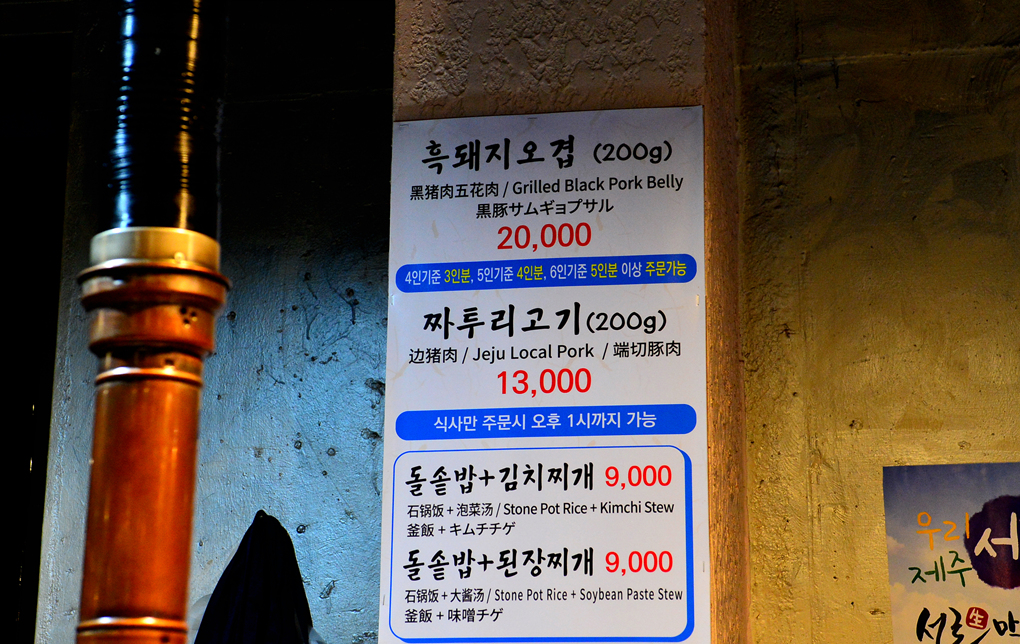 흑돼지오겹 (200g)
黑猪肉五花肉 / Grilled Black Pork Belly
黒豚サムギョプサル
20,000
4인기준 3인분, 5인기준 4인분, 6인기준 5인분 이상 주문가능
짜투리고기(200g)
边猪肉 / Jeju Local Pork / 端切豚肉
13,000
식사만 주문시 오후 1시까지 가능
돌솥밥+김치찌개 9,000
石锅饭 + 泡菜汤 / Stone Pot Rice + Kimchi Stew
釜飯 + キムチチゲ
돌솥밥+된장찌개 9,000
石锅饭 + 大酱汤 / Stone Pot Rice + Soybean Paste Stew
釜飯 + 味噌チゲ
우리
제주
서
生